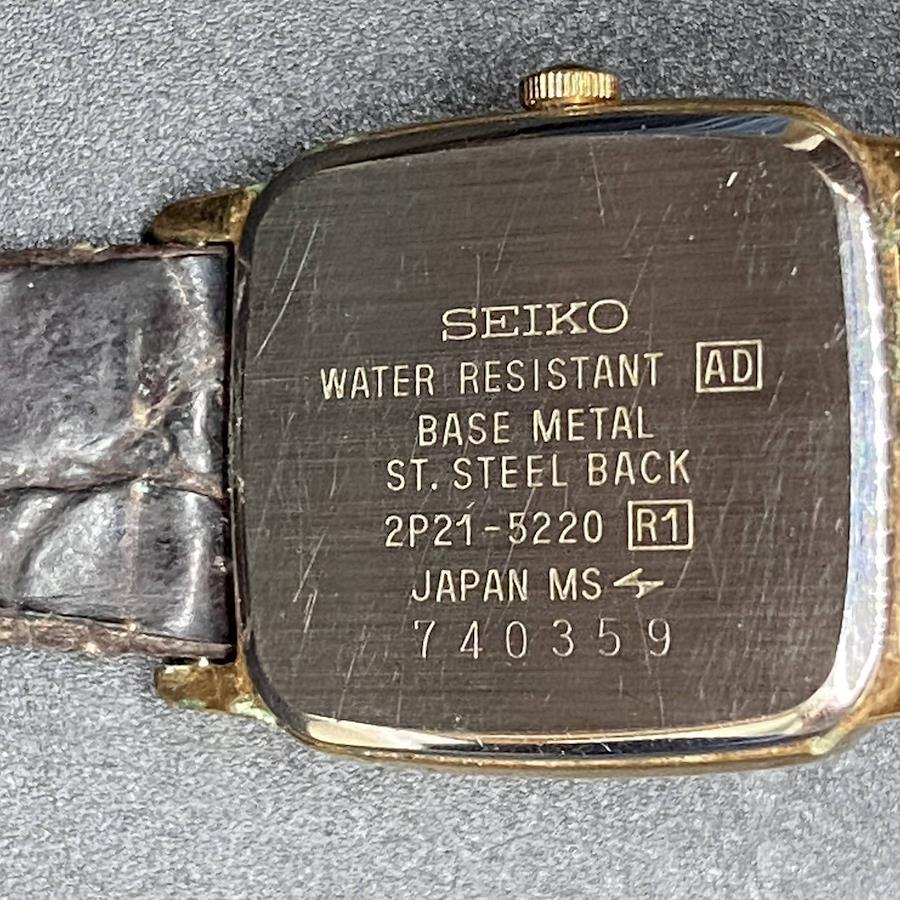 SEIKO
WATER RESISTANT AD
BASE METAL
ST. STEEL BACK
2P21-5220 R1
JAPAN MS
740359